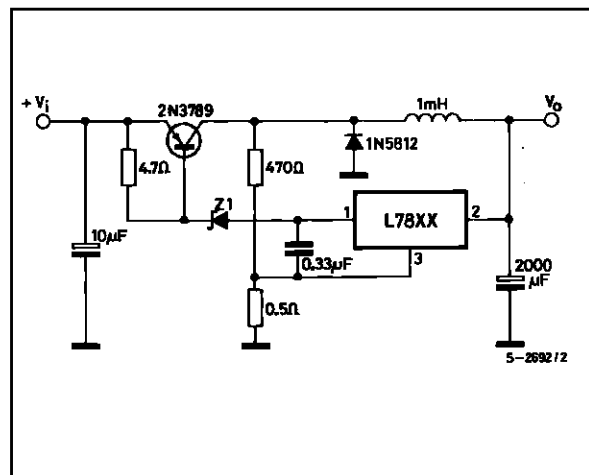 + Vi
2N3789
1mH
Vo
4.7Ω
470Ω
1N5812
Z1
1
L78XX
2
10µF
0.33µF
3
2000
µF
0.5Ω
5-2692/2